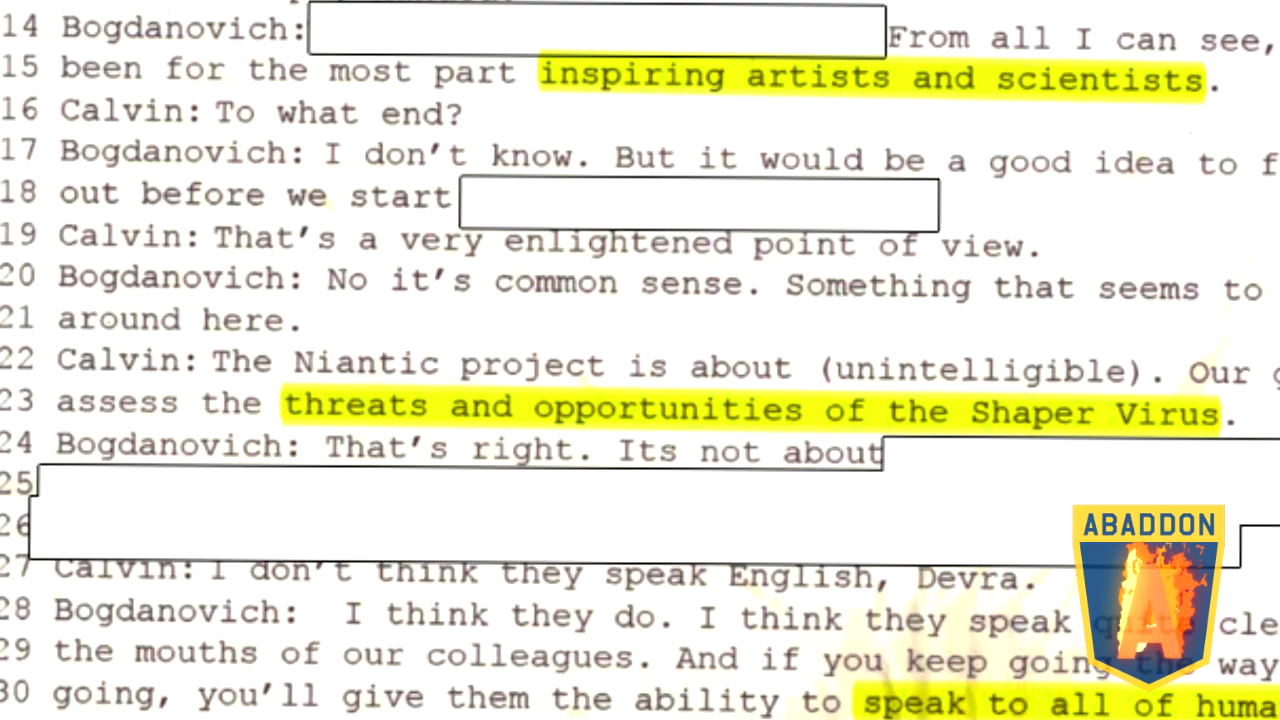 14 Bogdanovich: From all I can see,
15 been for the most part inspiring artists and scientists.
16 Calvin: To what end?
17 Bogdanovich: I don't know. But it would be a good idea to f
18 out before we start
19 Calvin: That's a very enlightened point of view.
20 Bogdanovich: No it's common sense. Something that seems to
21 around here.
22 Calvin: The Niantic project is about (unintelligible). Our g
23 assess the threats and opportunities of the Shaper Virus.
24 Bogdanovich: That's right. Its not about
25
26
27 Calvin: I don't think they speak English, Devra.
28 Bogdanovich: I think they do. I think they speak quite cle
29 the mouths of our colleagues. And if you keep going the way
30 going, you'll give them the ability to speak to all of huma
ABADDON
A